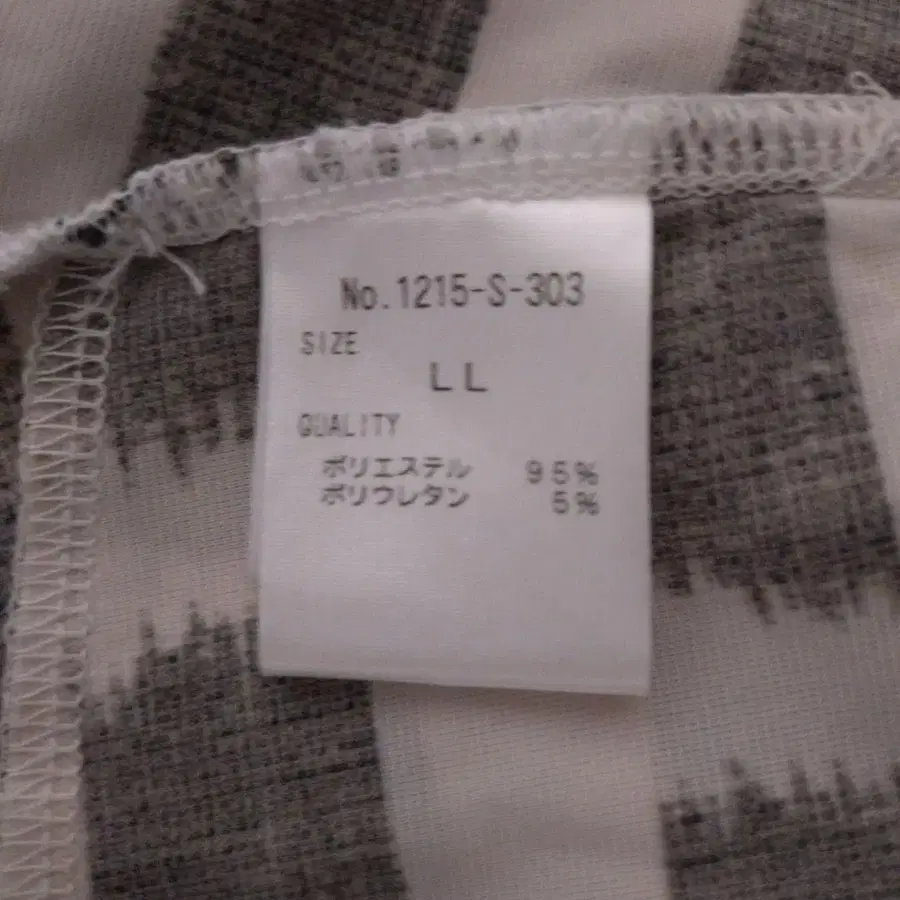 No.1215-S-303
SIZE
LL
QUALITY
ポリエステル 95%
ポリウレタン 5%